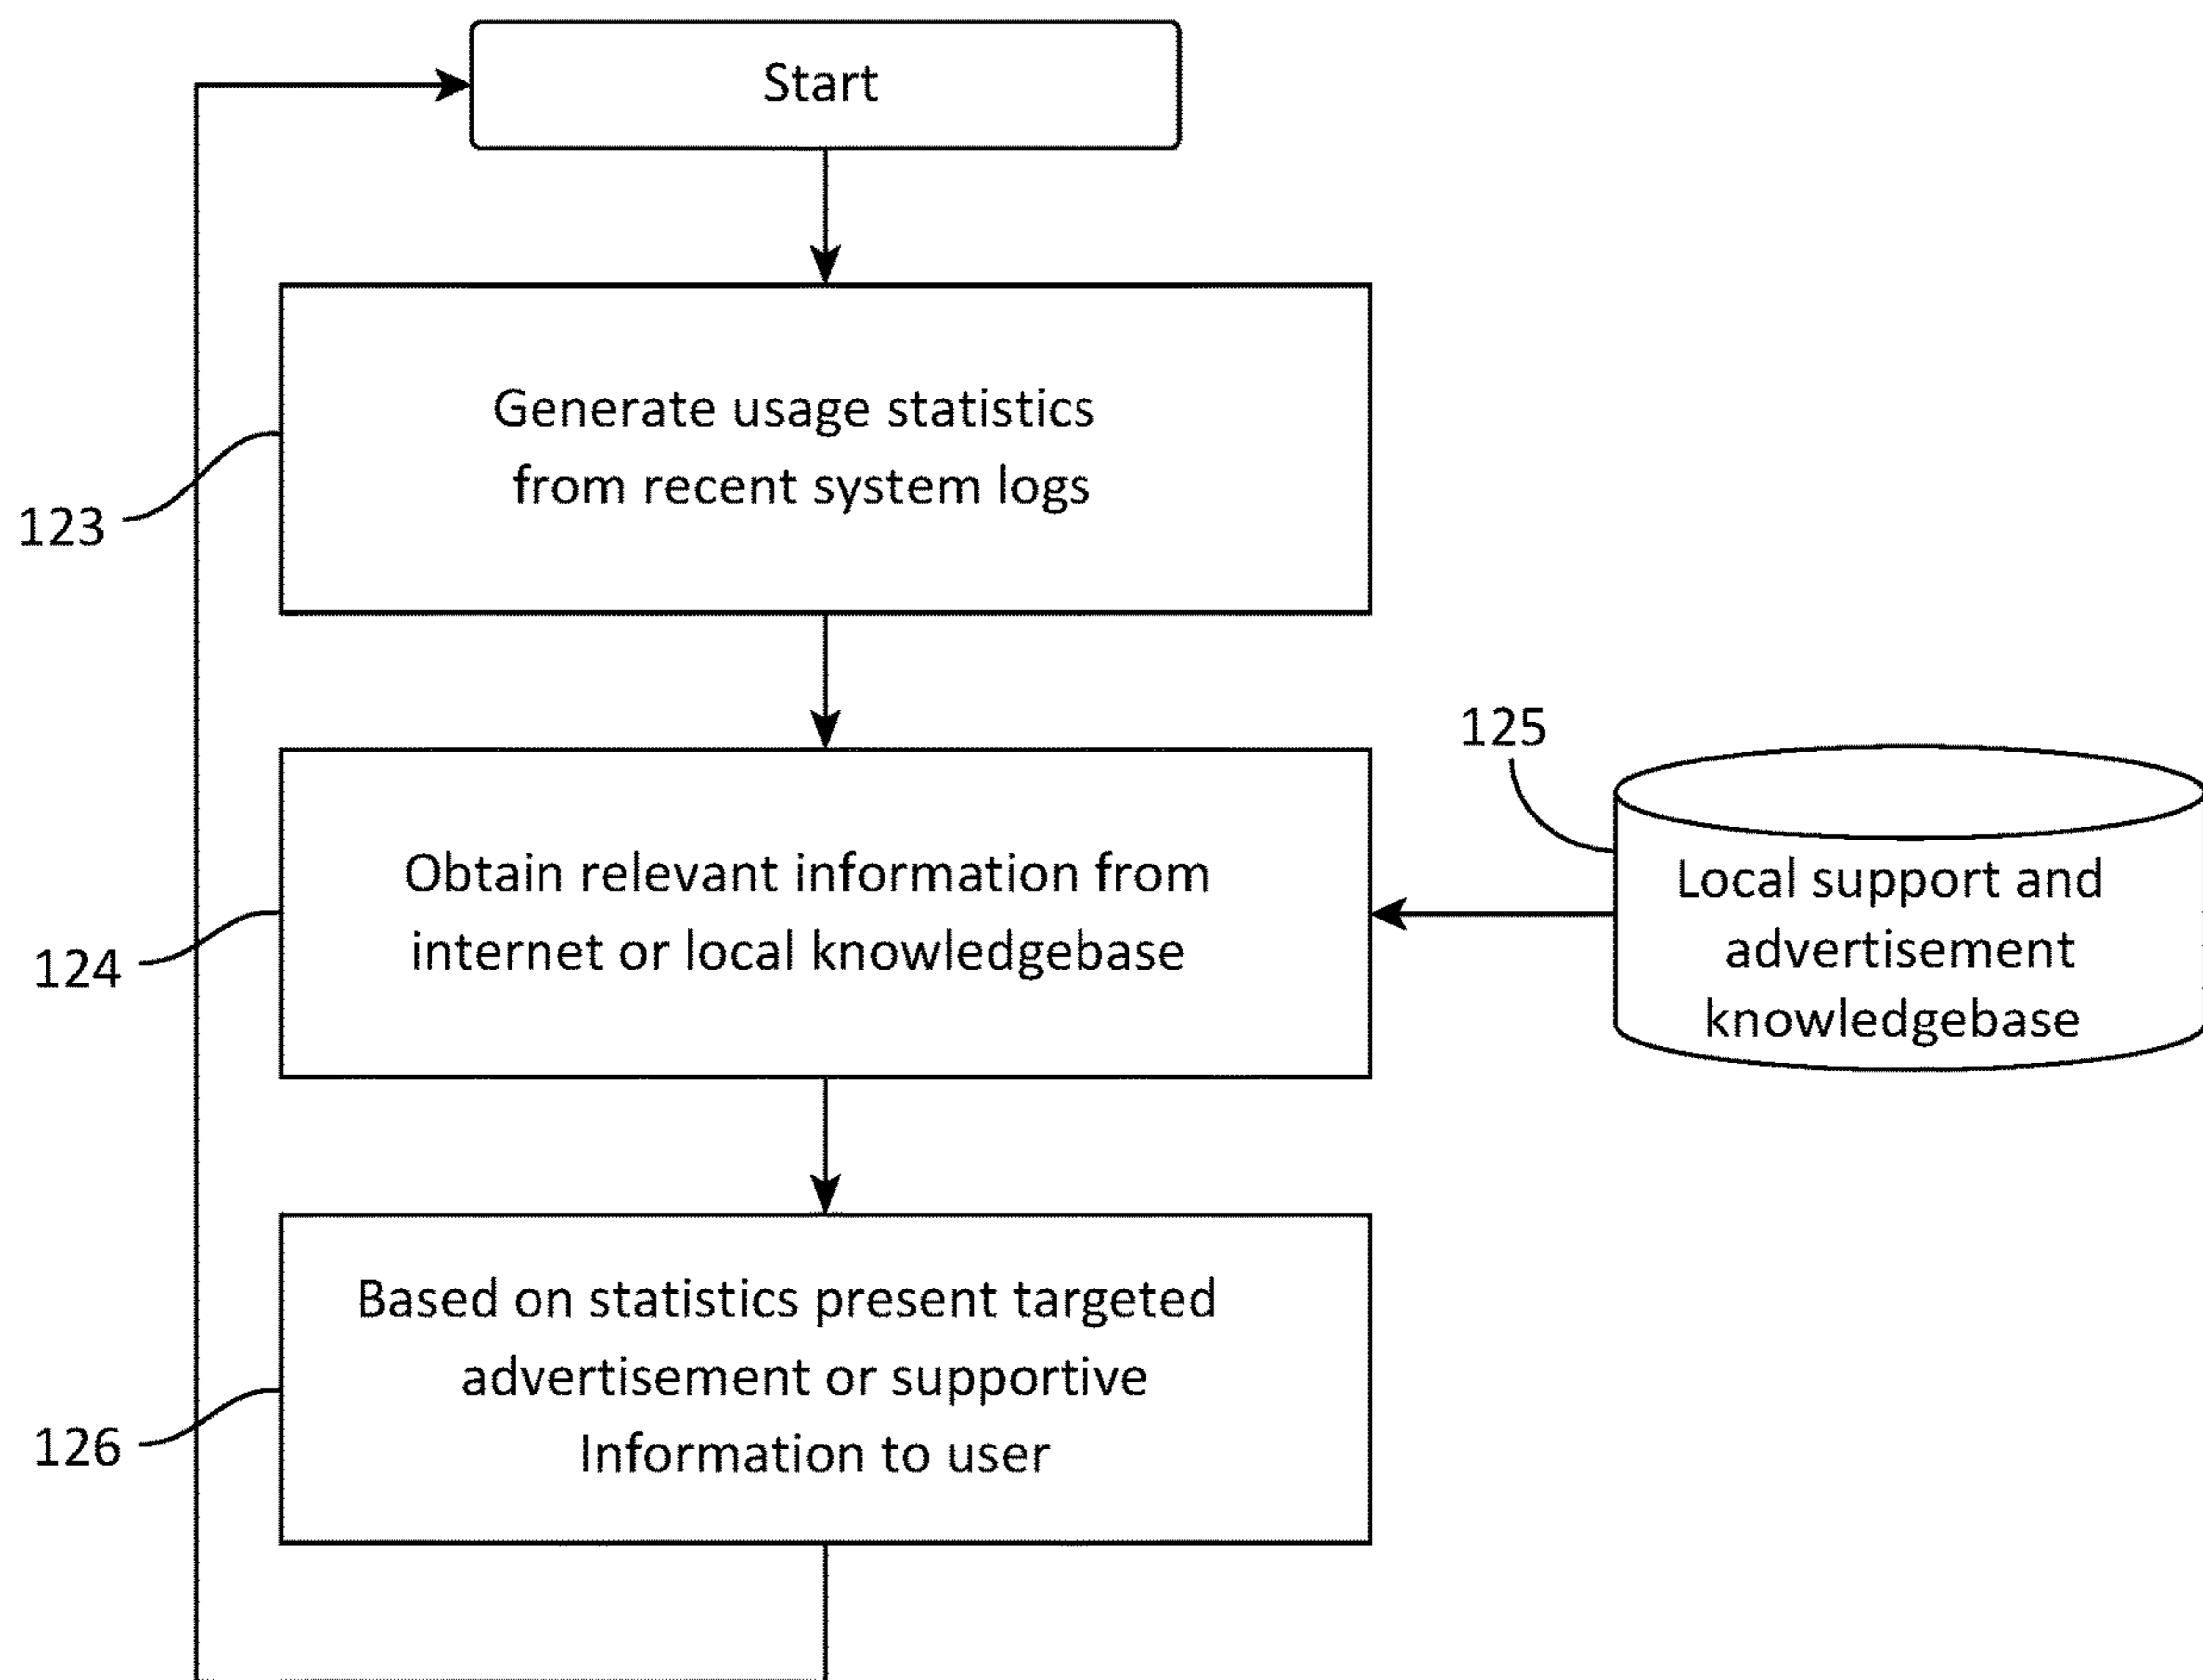 Start
Generate usage statistics
from recent system logs
123
125
Obtain relevant information from
internet or local knowledgebase
124
Local support and
advertisement
knowledgebase
Based on statistics present targeted
advertisement or supportive
Information to user
126